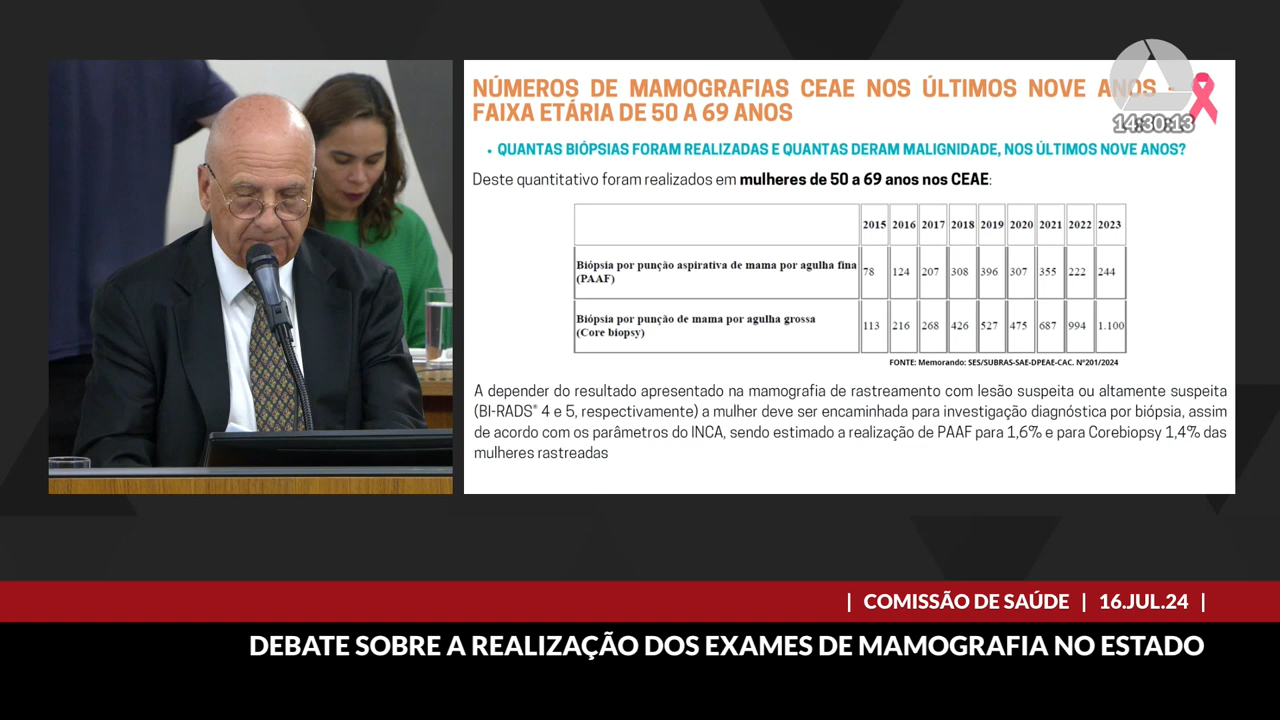 NÚMEROS DE MAMOGRAFIAS CEAE NOS ÚLTIMOS NOVE ANOS -
FAIXA ETÁRIA DE 50 A 69 ANOS
14:30:13
• QUANTAS BIÓPSIAS FORAM REALIZADAS E QUANTAS DERAM MALIGNIDADE, NOS ÚLTIMOS NOVE ANOS?
Deste quantitativo foram realizados em mulheres de 50 a 69 anos nos CEAE:
2015 2016 2017 2018 2019 2020 2021 2022 2023
Biópsia por punção aspirativa de mama por agulha fina
(PAAF)
78 124 207 308 396 307 355 222 244
Biópsia por punção de mama por agulha grossa
(Core biopsy)
113 216 268 426 527 475 687 994 1.100
FONTE: Memorando: SES/SUBRAS-SAE-DPEAE-CAC. Nº201/2024
A depender do resultado apresentado na mamografia de rastreamento com lesão suspeita ou altamente suspeita
(BI-RADS® 4 e 5, respectivamente) a mulher deve ser encaminhada para investigação diagnóstica por biópsia, assim
de acordo com os parâmetros do INCA, sendo estimado a realização de PAAF para 1,6% e para Corebiopsy 1,4% das
mulheres rastreadas
| COMISSÃO DE SAÚDE | 16.JUL.24 |
DEBATE SOBRE A REALIZAÇÃO DOS EXAMES DE MAMOGRAFIA NO ESTADO